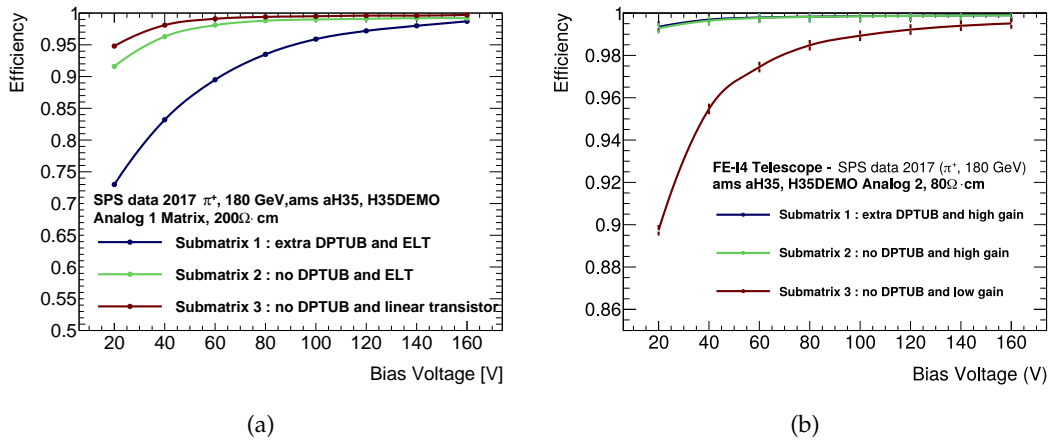 Efficiency
1
0.95
0.9
0.85
0.8
0.75
0.7
0.65
0.6
0.55
0.5
SPS data 2017 π⁺, 180 GeV,ams aH35, H35DEMO
Analog 1 Matrix, 200Ω·cm
Submatrix 1 : extra DPTUB and ELT
Submatrix 2 : no DPTUB and ELT
Submatrix 3 : no DPTUB and linear transistor
20 40 60 80 100 120 140 160
Bias Voltage [V]
(a)
Efficiency
1
0.98
0.96
0.94
0.92
0.9
0.88
0.86
FE-I4 Telescope - SPS data 2017 (π⁺, 180 GeV)
ams aH35, H35DEMO Analog 2, 80Ω·cm
Submatrix 1 : extra DPTUB and high gain
Submatrix 2 : no DPTUB and high gain
Submatrix 3 : no DPTUB and low gain
20 40 60 80 100 120 140 160
Bias Voltage (V)
(b)